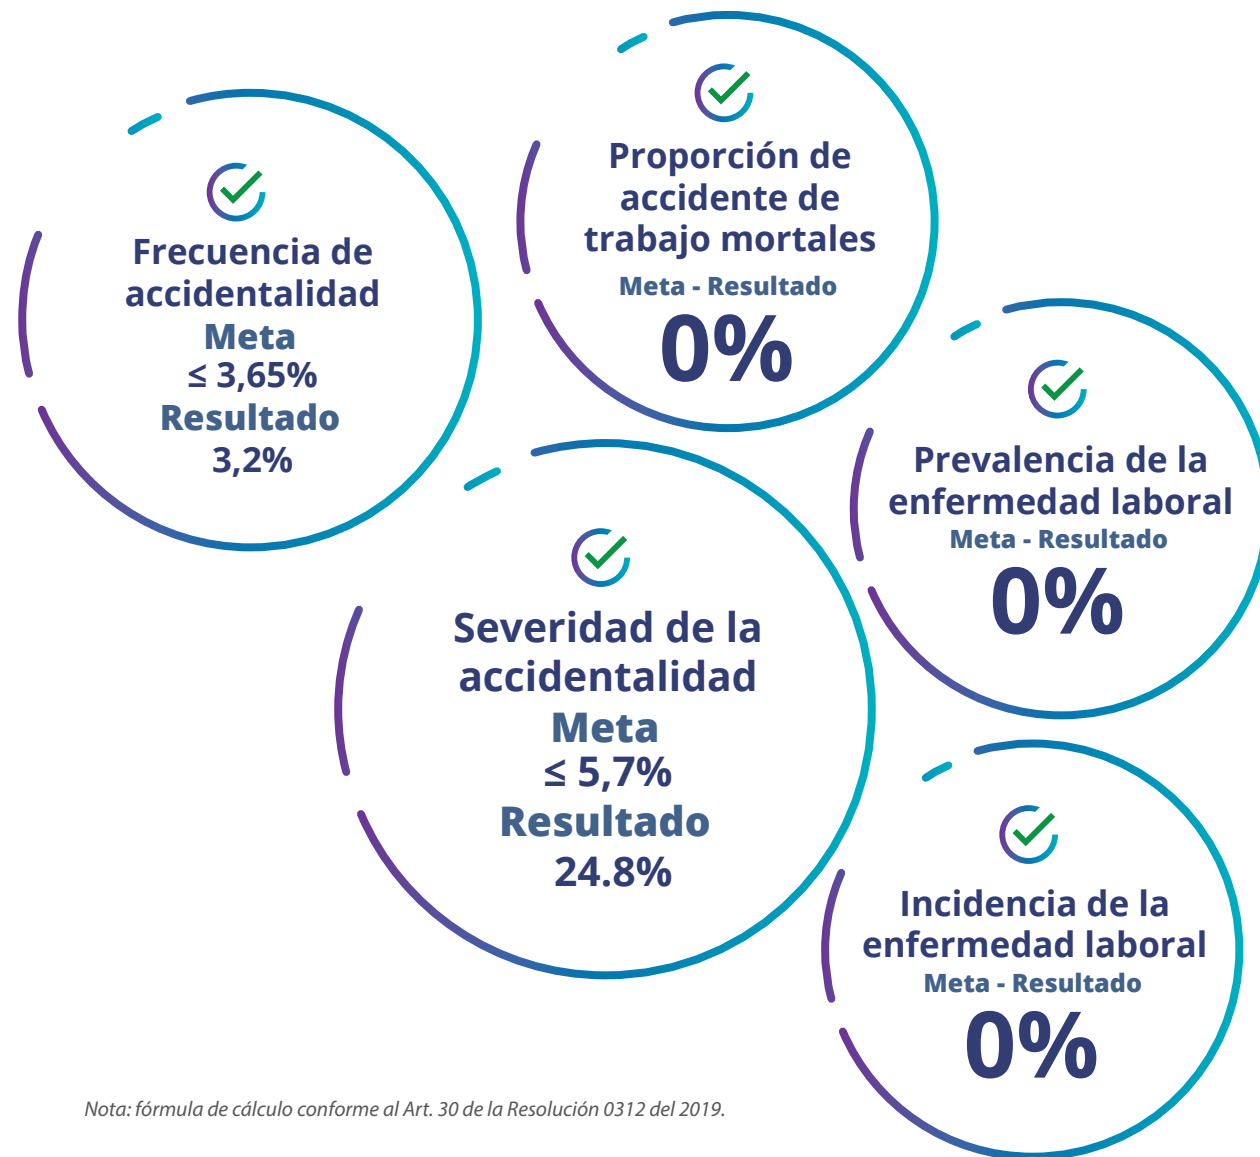 Frecuencia de
accidentalidad
Meta
≤ 3,65%
Resultado
3,2%
Proporción de
accidente de
trabajo mortales
Meta - Resultado
0%
Prevalencia de la
enfermedad laboral
Meta - Resultado
0%
Severidad de la
accidentalidad
Meta
≤ 5,7%
Resultado
24.8%
Incidencia de la
enfermedad laboral
Meta - Resultado
0%
Nota: fórmula de cálculo conforme al Art. 30 de la Resolución 0312 del 2019.